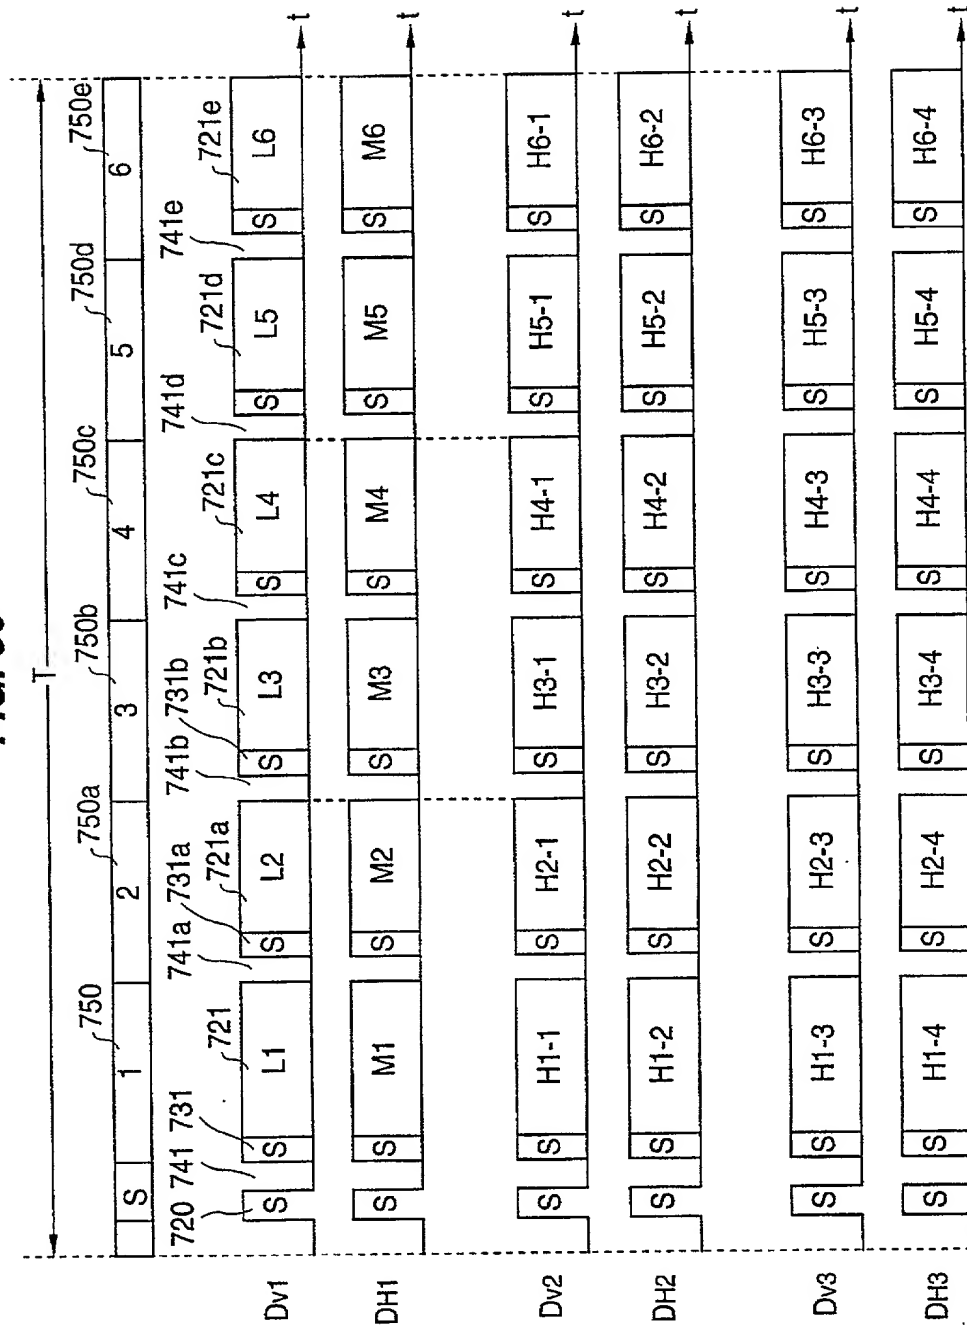 T
750 750a 750b 750c 750d 750e
S 1 2 3 4 5 6
720 741 731 721 741a 731a 721a 741b 731b 721b 741c 721c 741d 721d 741e 721e
Dv1 S S L1 S L2 S L3 S L4 S L5 S L6 t
DH1 S S M1 S M2 S M3 S M4 S M5 S M6 t
Dv2 S S H1-1 S H2-1 S H3-1 S H4-1 S H5-1 S H6-1 t
DH2 S S H1-2 S H2-2 S H3-2 S H4-2 S H5-2 S H6-2 t
Dv3 S S H1-3 S H2-3 S H3-3 S H4-3 S H5-3 S H6-3 t
DH3 S S H1-4 S H2-4 S H3-4 S H4-4 S H5-4 S H6-4 t